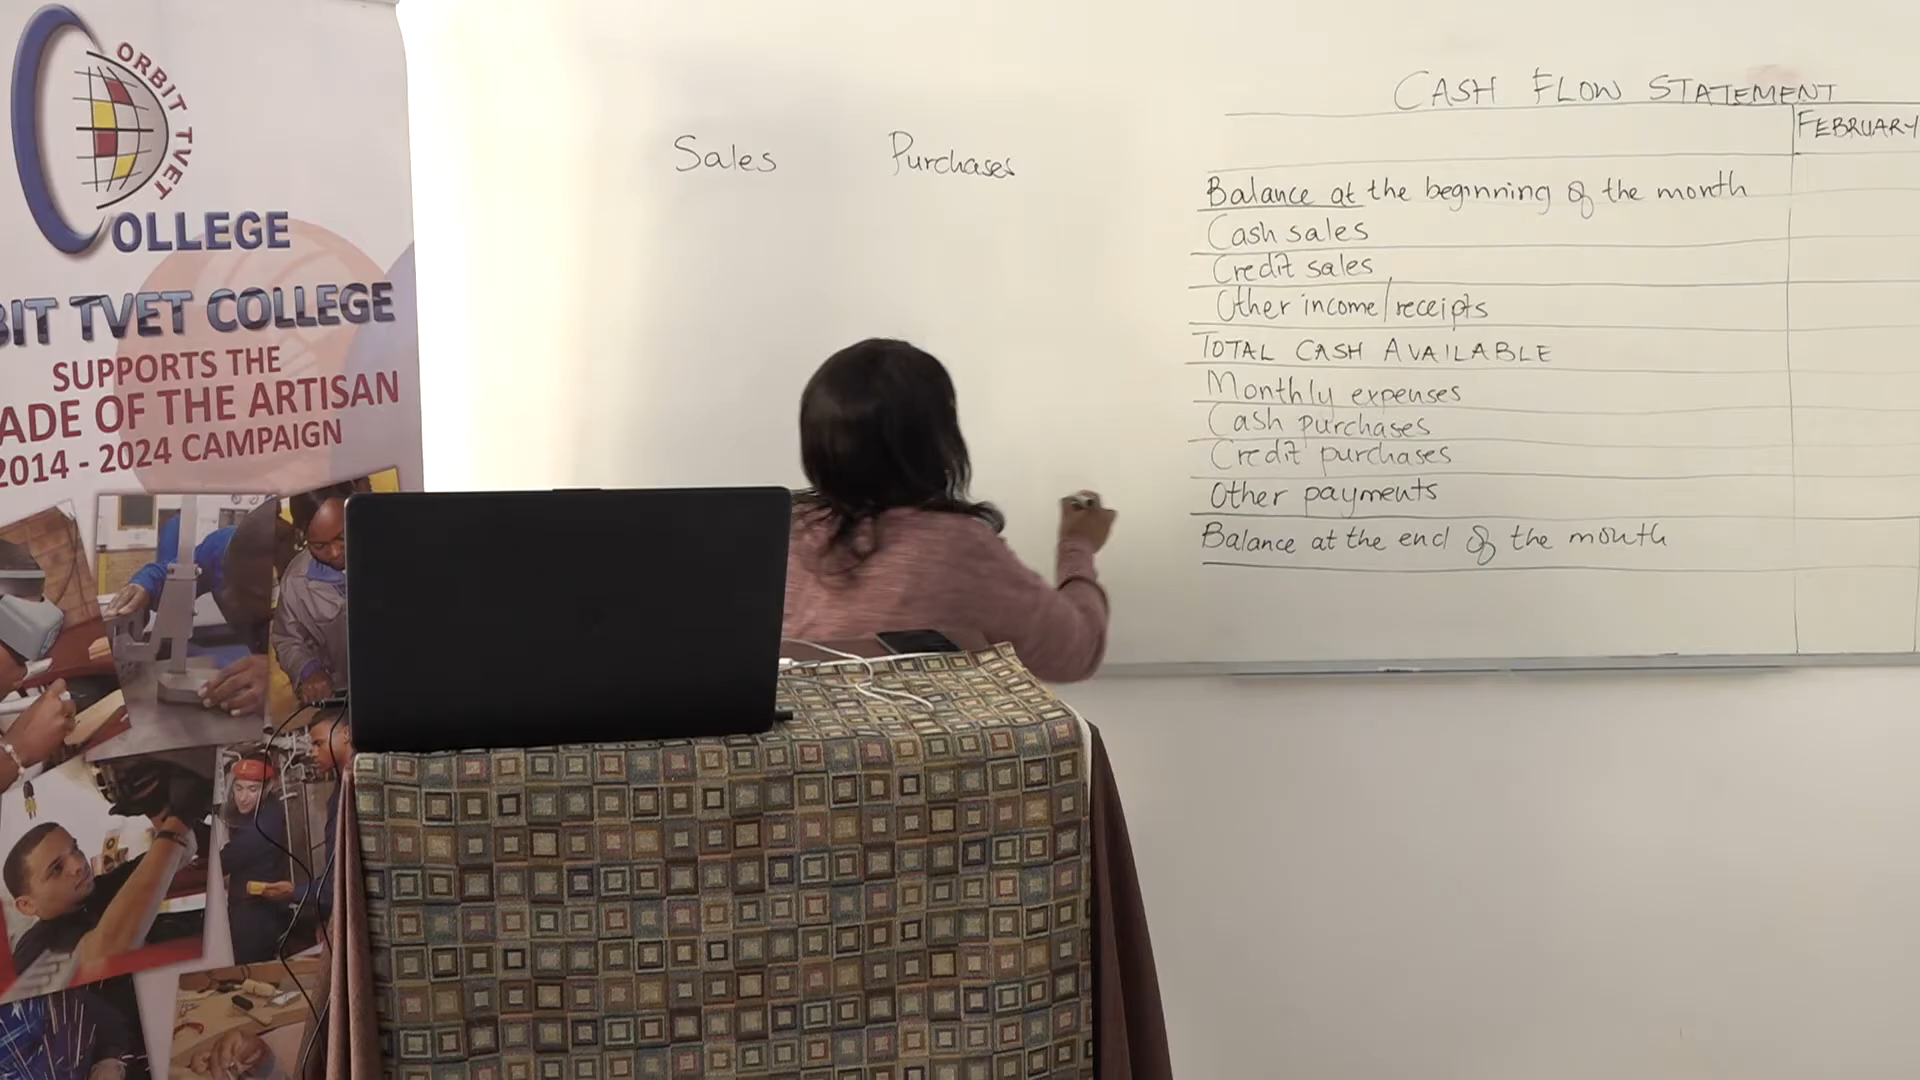 ORBIT TVET
COLLEGE
BIT TVET COLLEGE
SUPPORTS THE
ADE OF THE ARTISAN
2014 - 2024 CAMPAIGN
Sales Purchases
CASH FLOW STATEMENT
FEBRUARY
Balance at the beginning of the month
Cash sales
Credit sales
Other income/receipts
TOTAL CASH AVAILABLE
Monthly expenses
Cash purchases
Credit purchases
Other payments
Balance at the end of the month